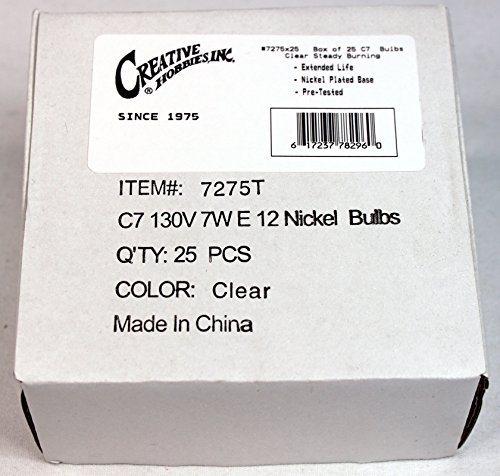 CREATIVE
HOBBIES, INC.
®
SINCE 1975
#7275x25 Box of 25 C7 Bulbs
Clear Steady Burning
- Extended Life
- Nickel Plated Base
- Pre-Tested
6 17237 78296 0
ITEM#: 7275T
C7 130V 7W E 12 Nickel Bulbs
Q'TY: 25 PCS
COLOR: Clear
Made In China